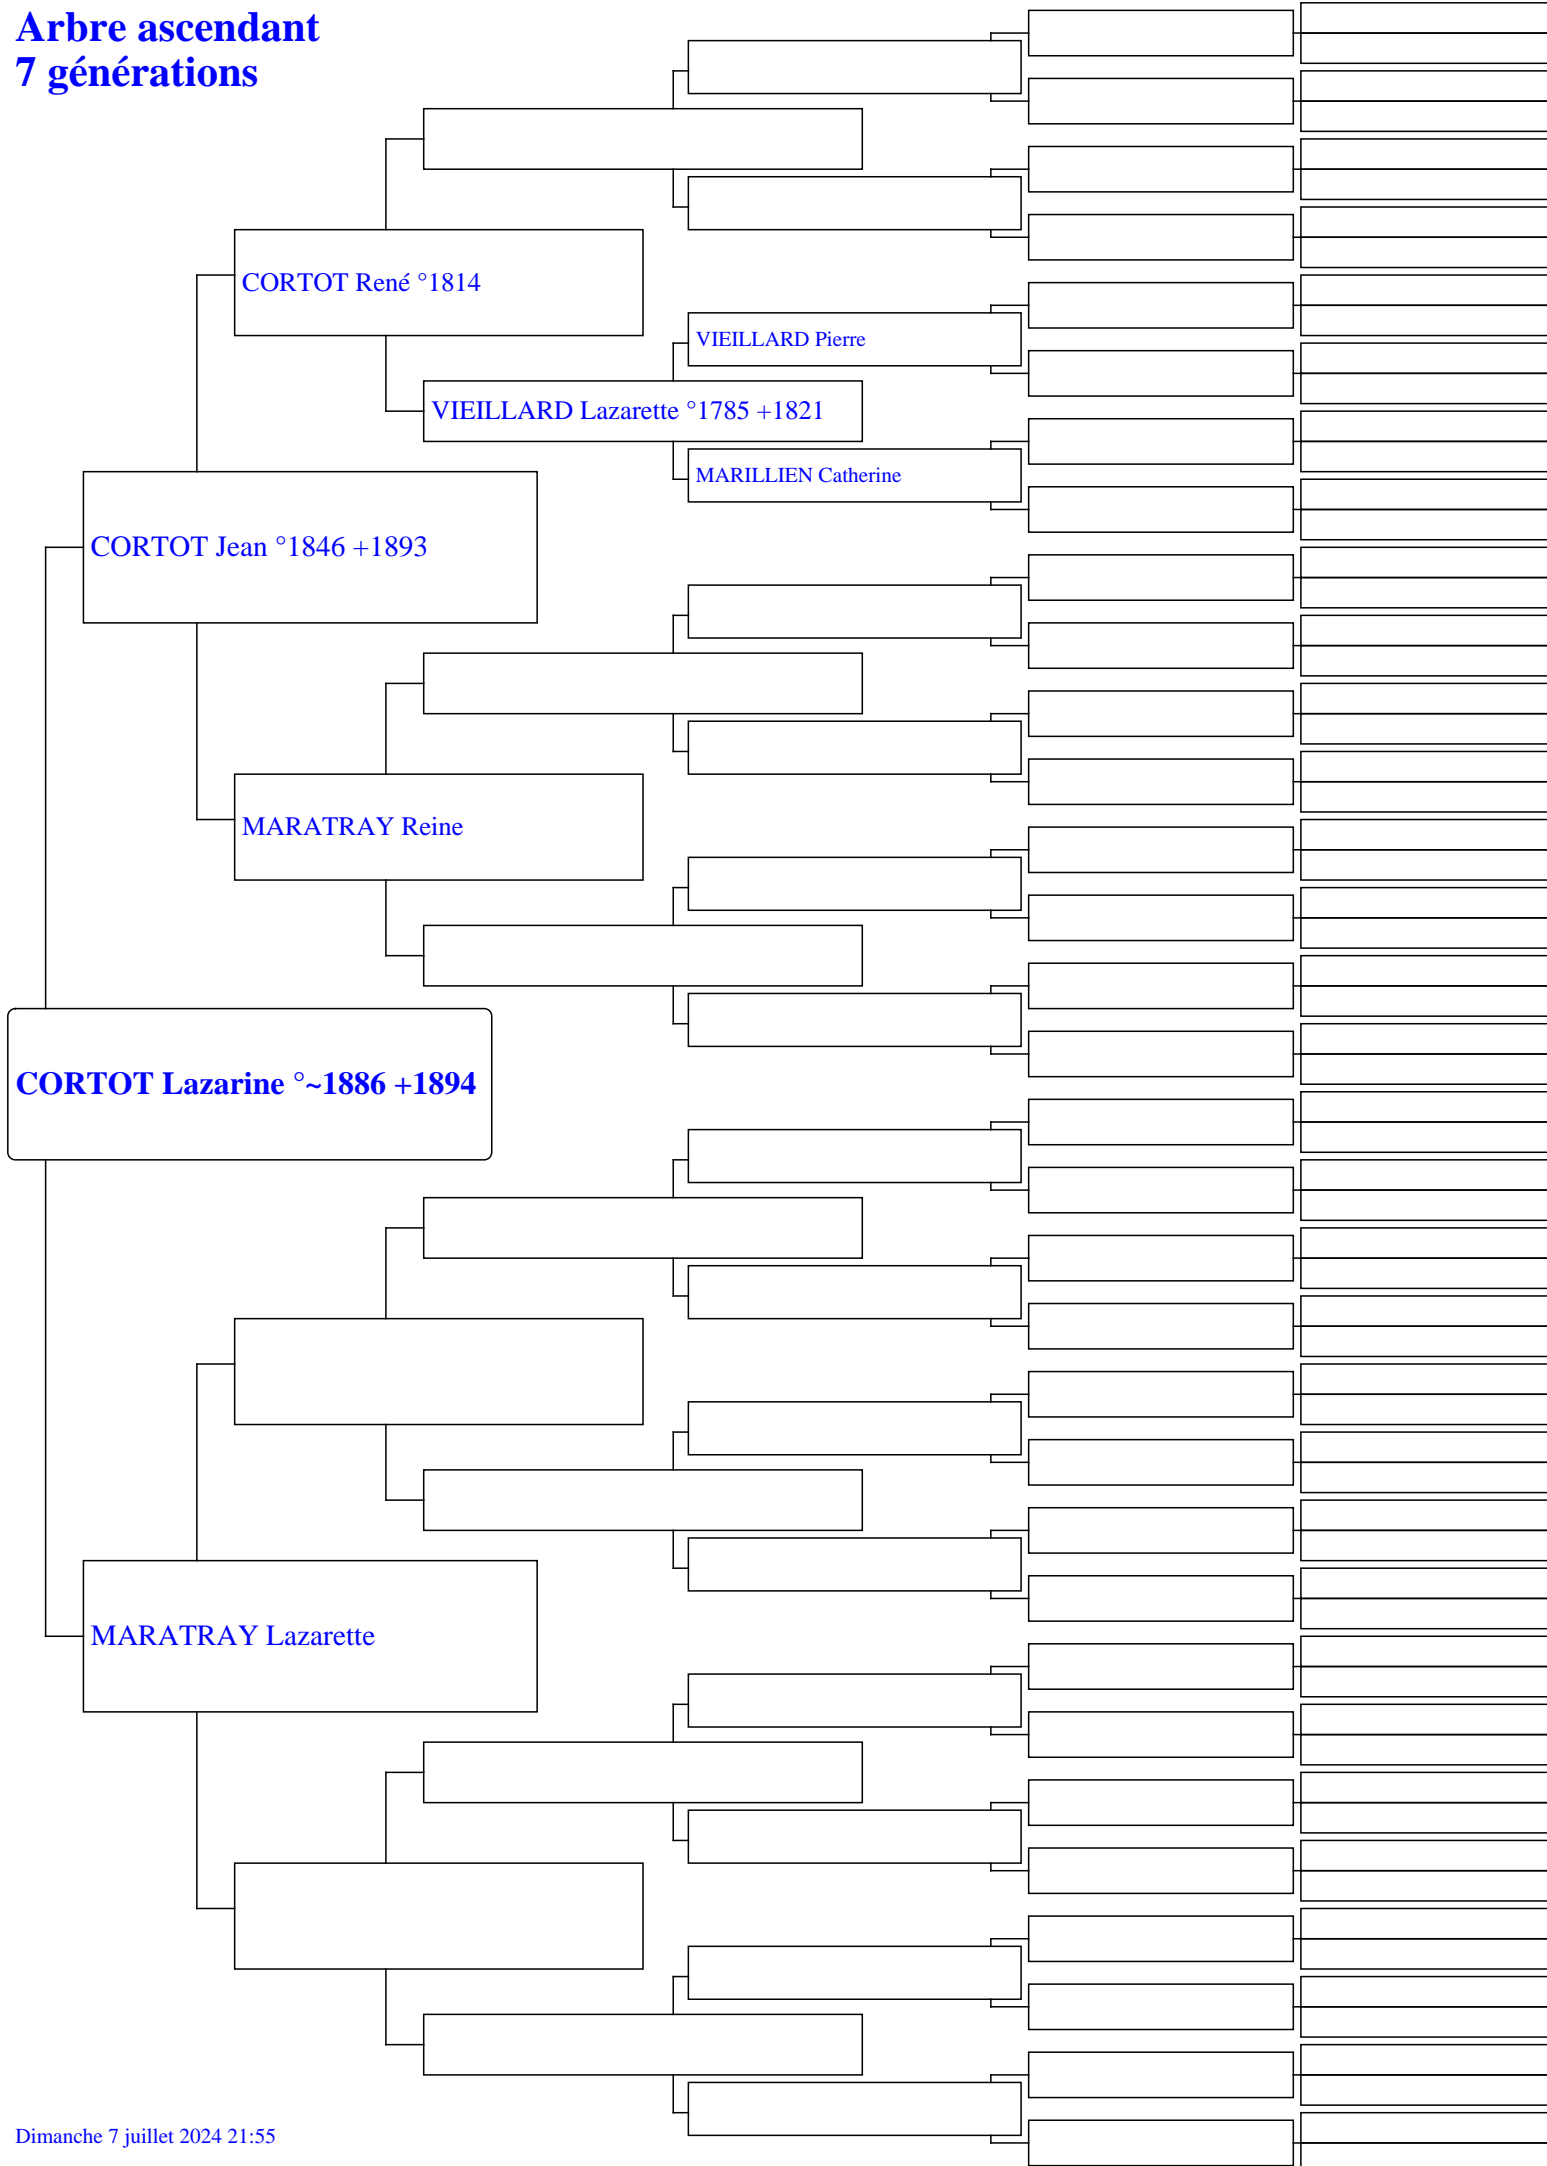 Arbre ascendant
7 générations
CORTOT René °1814
VIEILLARD Pierre
VIEILLARD Lazarette °1785 +1821
MARILLIEN Catherine
CORTOT Jean °1846 +1893
MARATRAY Reine
CORTOT Lazarine °~1886 +1894
MARATRAY Lazarette
Dimanche 7 juillet 2024 21:55